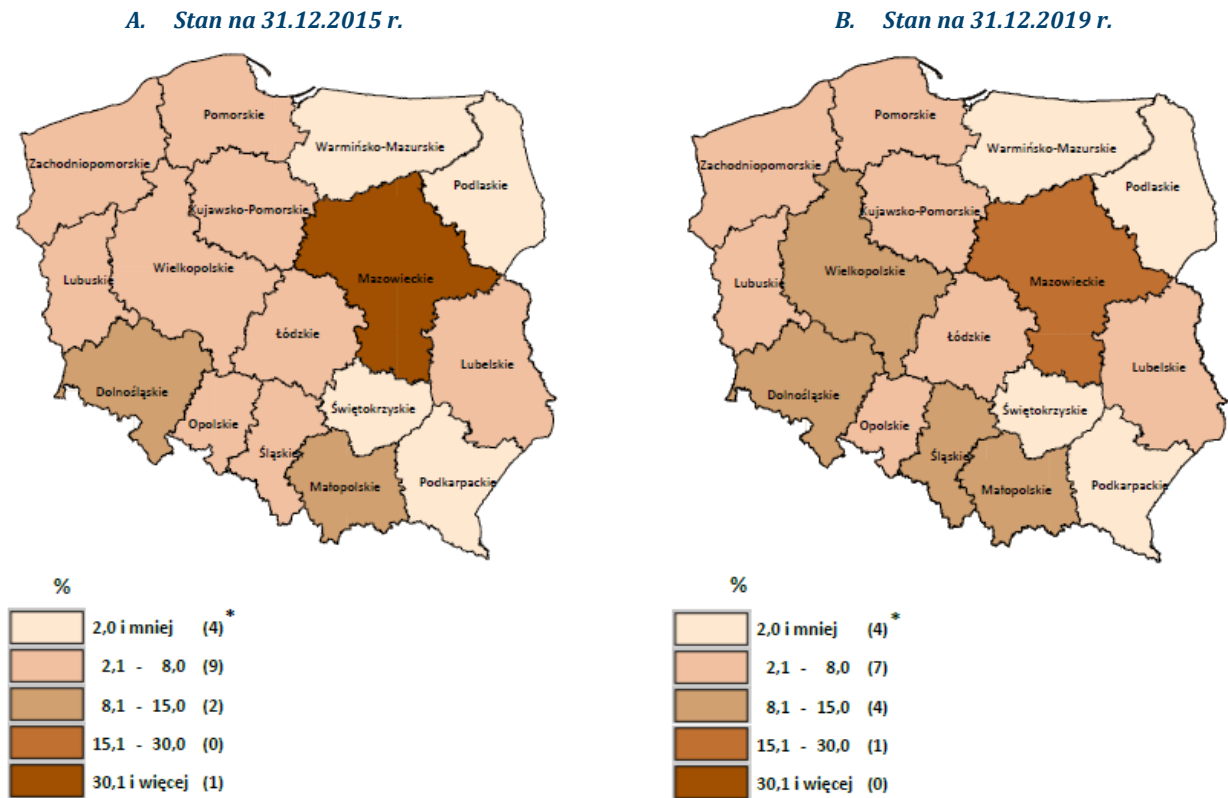 A. Stan na 31.12.2015 r.
Pomorskie
Warmińsko-Mazurskie
Zachodniopomorskie
Podlaskie
Kujawsko-Pomorskie
Wielkopolskie
Mazowieckie
Lubuskie
Łódzkie
Lubelskie
Dolnośląskie
Świętokrzyskie
Opolskie
Śląskie
Małopolskie
Podkarpackie
%
2,0 i mniej (4) *
2,1 - 8,0 (9)
8,1 - 15,0 (2)
15,1 - 30,0 (0)
30,1 i więcej (1)
B. Stan na 31.12.2019 r.
Pomorskie
Warmińsko-Mazurskie
Zachodniopomorskie
Podlaskie
Kujawsko-Pomorskie
Wielkopolskie
Mazowieckie
Lubuskie
Łódzkie
Lubelskie
Dolnośląskie
Świętokrzyskie
Opolskie
Śląskie
Małopolskie
Podkarpackie
%
2,0 i mniej (4) *
2,1 - 8,0 (7)
8,1 - 15,0 (4)
15,1 - 30,0 (1)
30,1 i więcej (0)